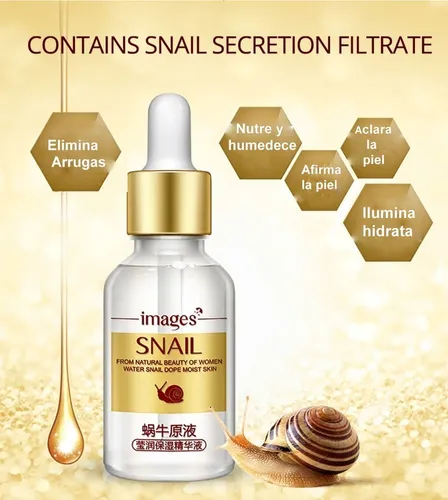 CONTAINS SNAIL SECRETION FILTRATE
Elimina
Arrugas
Nutre y
humedece
Afirma
la piel
Aclara
la
piel
Ilumina
hidrata
images
SNAIL
FROM NATURAL BEAUTY OF WOMEN
WATER SNAIL DOPE MOIST SKIN
蜗牛原液
莹润保湿精华液